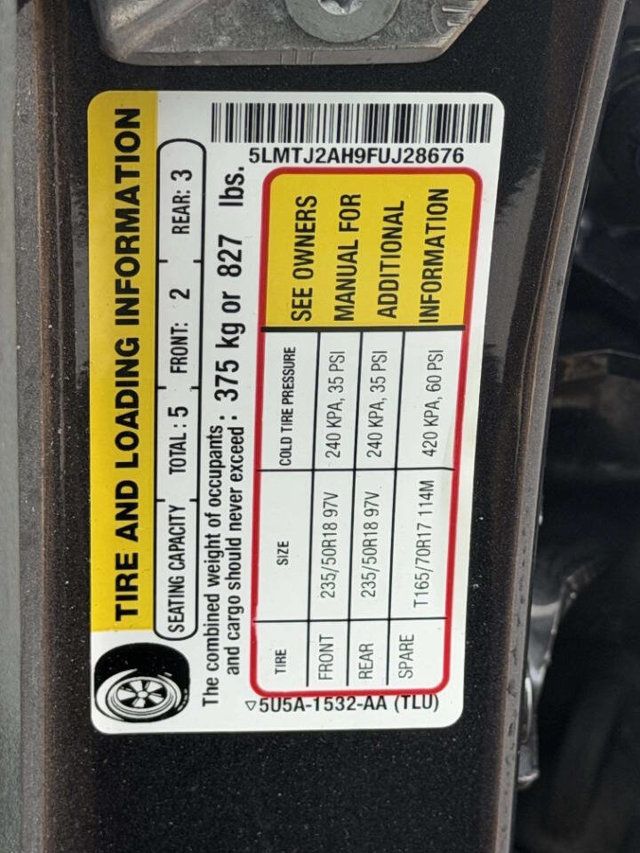 TIRE AND LOADING INFORMATION
SEATING CAPACITY TOTAL : 5 FRONT: 2 REAR: 3
The combined weight of occupants
and cargo should never exceed : 375 kg or 827 lbs.
5LMTJ2AH9FUJ28676
TIRE SIZE COLD TIRE PRESSURE
FRONT 235/50R18 97V 240 KPA, 35 PSI
REAR 235/50R18 97V 240 KPA, 35 PSI
SPARE T165/70R17 114M 420 KPA, 60 PSI
SEE OWNERS
MANUAL FOR
ADDITIONAL
INFORMATION
5U5A-1532-AA (TLU)